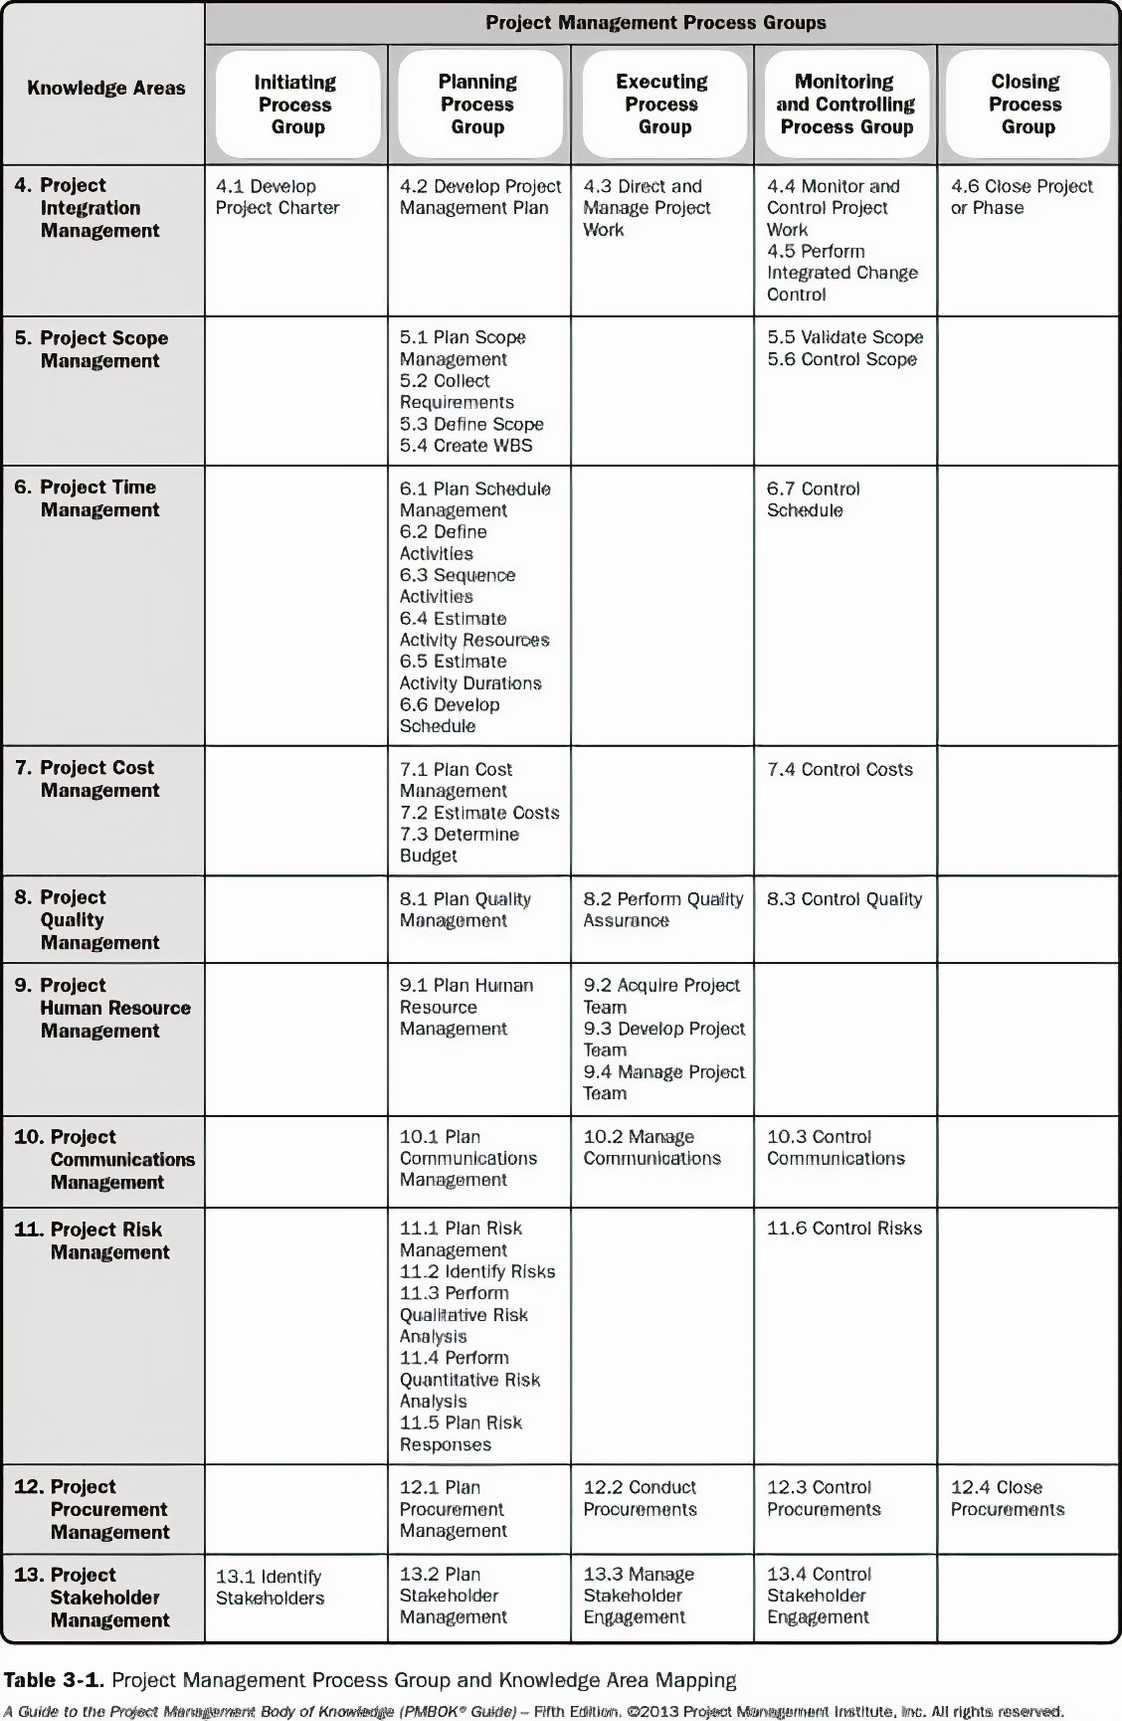 Project Management Process Groups
Knowledge Areas
Initiating
Process
Group
Planning
Process
Group
Executing
Process
Group
Monitoring
and Controlling
Process Group
Closing
Process
Group
4. Project
Integration
Management
4.1 Develop
Project Charter
4.2 Develop Project
Management Plan
4.3 Direct and
Manage Project
Work
4.4 Monitor and
Control Project
Work
4.5 Perform
Integrated Change
Control
4.6 Close Project
or Phase
5. Project Scope
Management
5.1 Plan Scope
Management
5.2 Collect
Requirements
5.3 Define Scope
5.4 Create WBS
5.5 Validate Scope
5.6 Control Scope
6. Project Time
Management
6.1 Plan Schedule
Management
6.2 Define
Activities
6.3 Sequence
Activities
6.4 Estimate
Activity Resources
6.5 Estimate
Activity Durations
6.6 Develop
Schedule
6.7 Control
Schedule
7. Project Cost
Management
7.1 Plan Cost
Management
7.2 Estimate Costs
7.3 Determine
Budget
7.4 Control Costs
8. Project
Quality
Management
8.1 Plan Quality
Management
8.2 Perform Quality
Assurance
8.3 Control Quality
9. Project
Human Resource
Management
9.1 Plan Human
Resource
Management
9.2 Acquire Project
Team
9.3 Develop Project
Team
9.4 Manage Project
Team
10. Project
Communications
Management
10.1 Plan
Communications
Management
10.2 Manage
Communications
10.3 Control
Communications
11. Project Risk
Management
11.1 Plan Risk
Management
11.2 Identify Risks
11.3 Perform
Qualitative Risk
Analysis
11.4 Perform
Quantitative Risk
Analysis
11.5 Plan Risk
Responses
11.6 Control Risks
12. Project
Procurement
Management
12.1 Plan
Procurement
Management
12.2 Conduct
Procurements
12.3 Control
Procurements
12.4 Close
Procurements
13. Project
Stakeholder
Management
13.1 Identify
Stakeholders
13.2 Plan
Stakeholder
Management
13.3 Manage
Stakeholder
Engagement
13.4 Control
Stakeholder
Engagement
Table 3-1. Project Management Process Group and Knowledge Area Mapping
A Guide to the Project Management Body of Knowledge (PMBOK® Guide) – Fifth Edition. ©2013 Project Management Institute, Inc. All rights reserved.